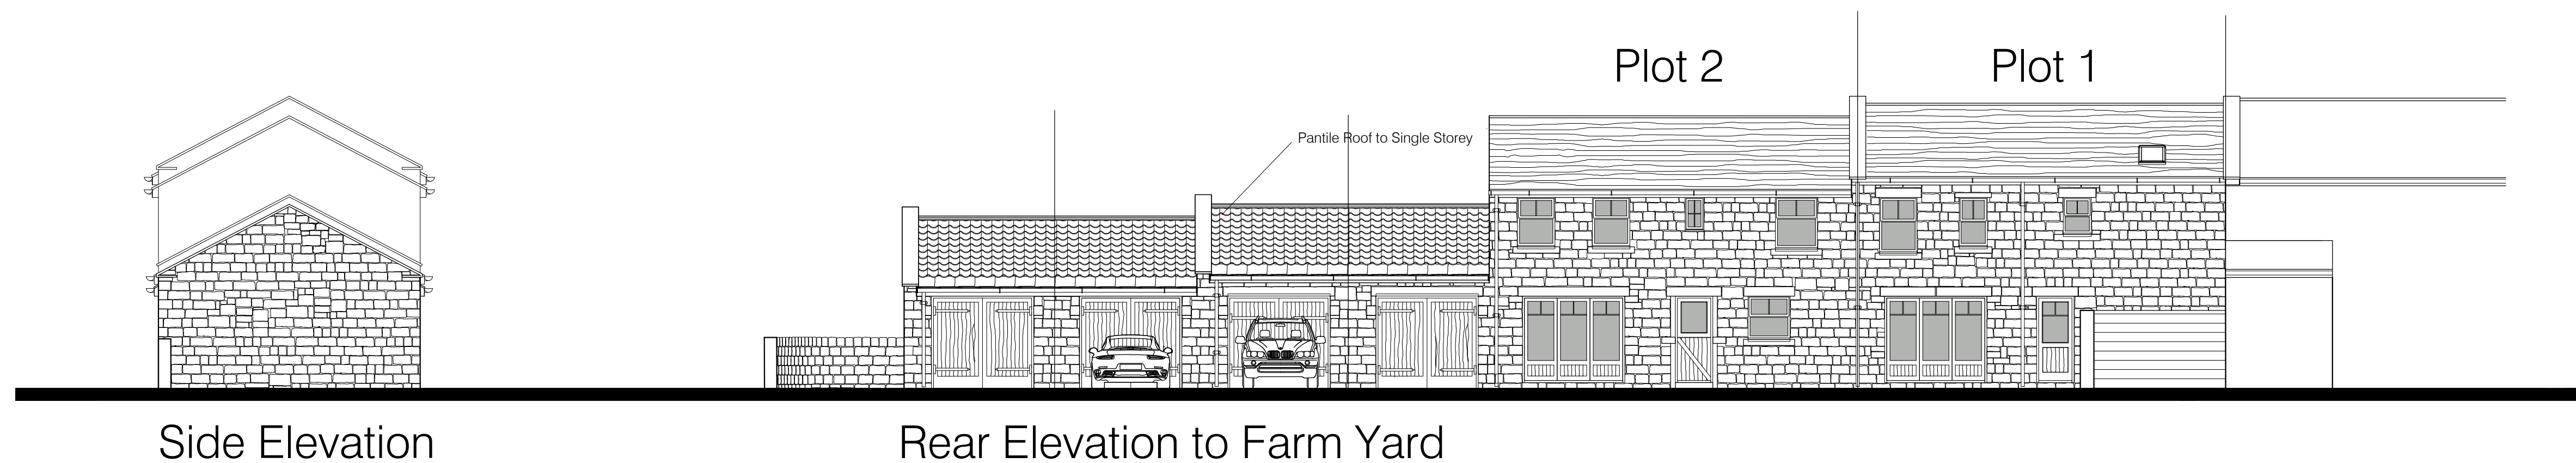 Plot 2
Plot 1
Pantile Roof to Single Storey
Side Elevation
Rear Elevation to Farm Yard